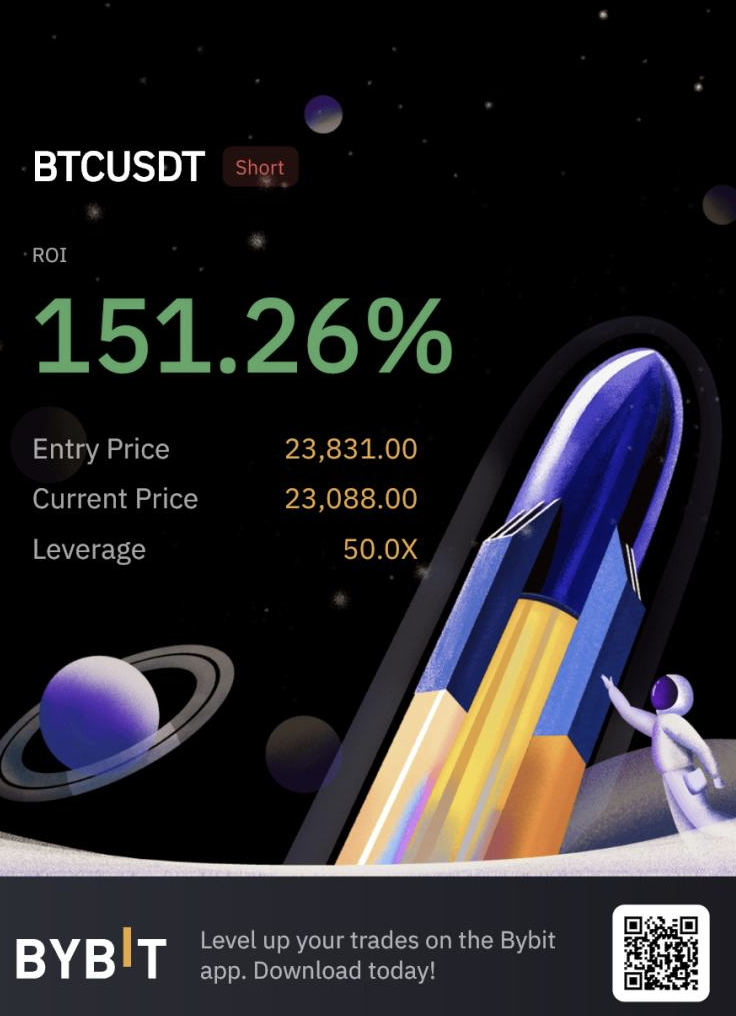 BTCUSDT Short
ROI
151.26%
Entry Price 23,831.00
Current Price 23,088.00
Leverage 50.0X
BYBIT Level up your trades on the Bybit
app. Download today!